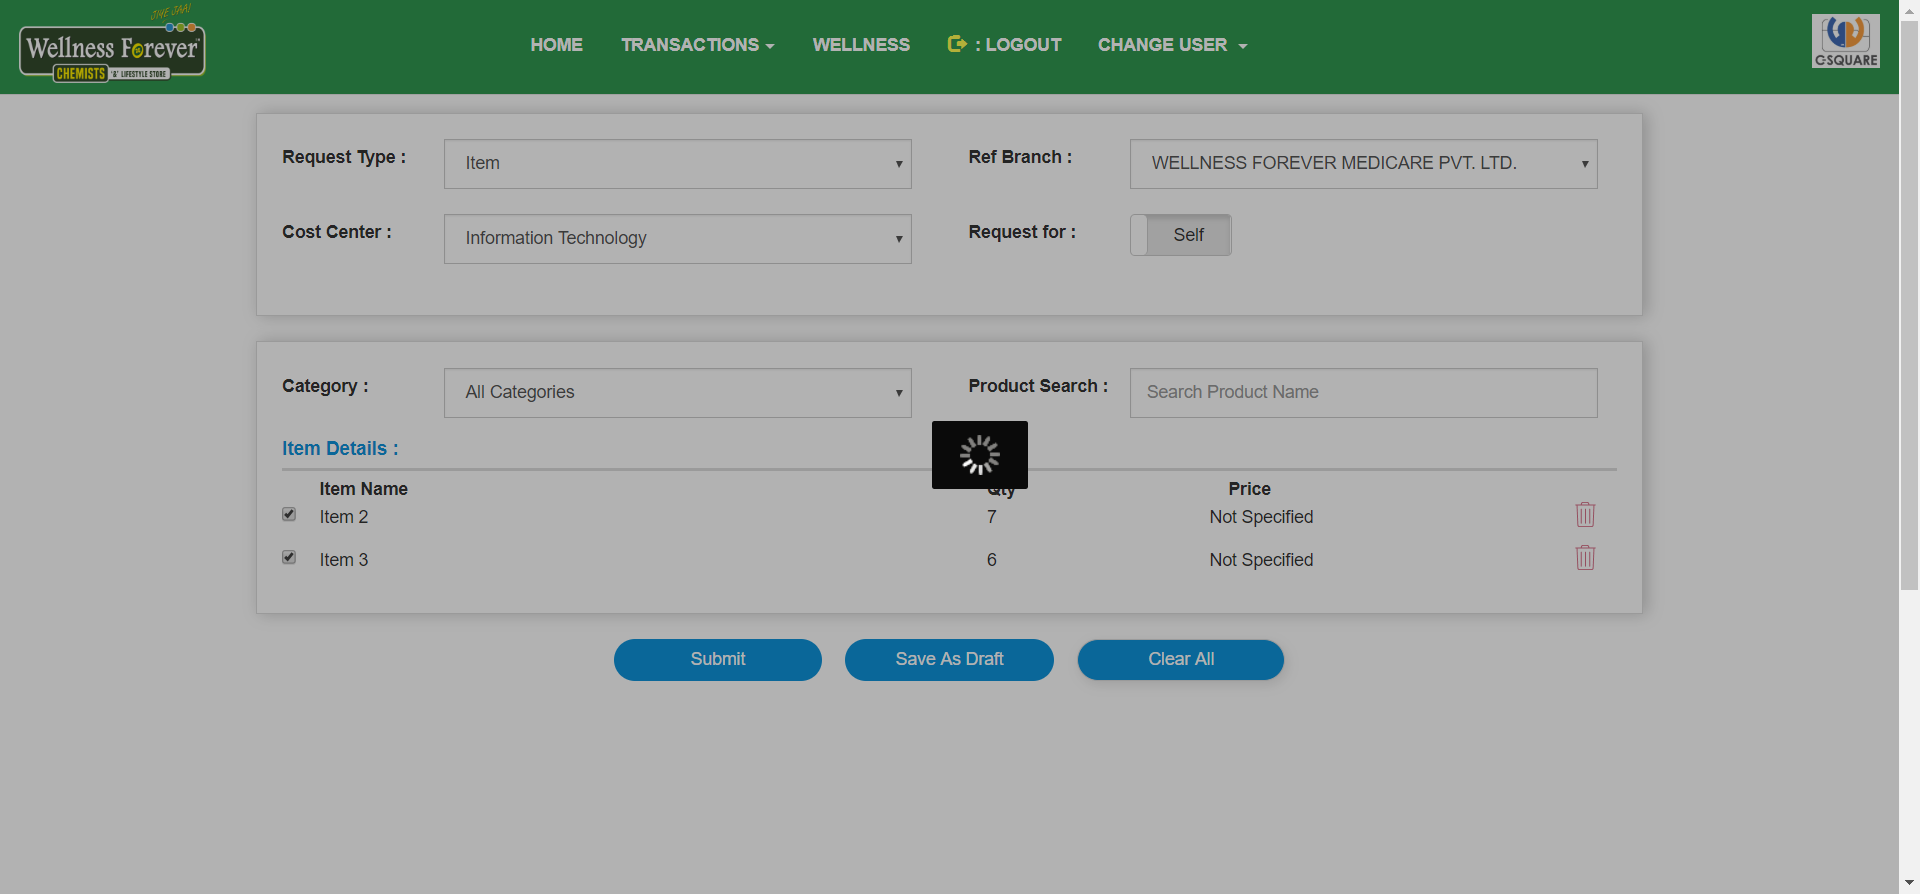 JIYE JAAI
Wellness Forever
CHEMISTS '&' LIFESTYLE STORE
HOME TRANSACTIONS WELLNESS : LOGOUT CHANGE USER
C-SQUARE
Request Type : Item Ref Branch : WELLNESS FOREVER MEDICARE PVT. LTD.
Cost Center : Information Technology Request for : Self
Category : All Categories Product Search : Search Product Name
Item Details :
Item Name Qty Price
Item 2 7 Not Specified
Item 3 6 Not Specified
Submit Save As Draft Clear All